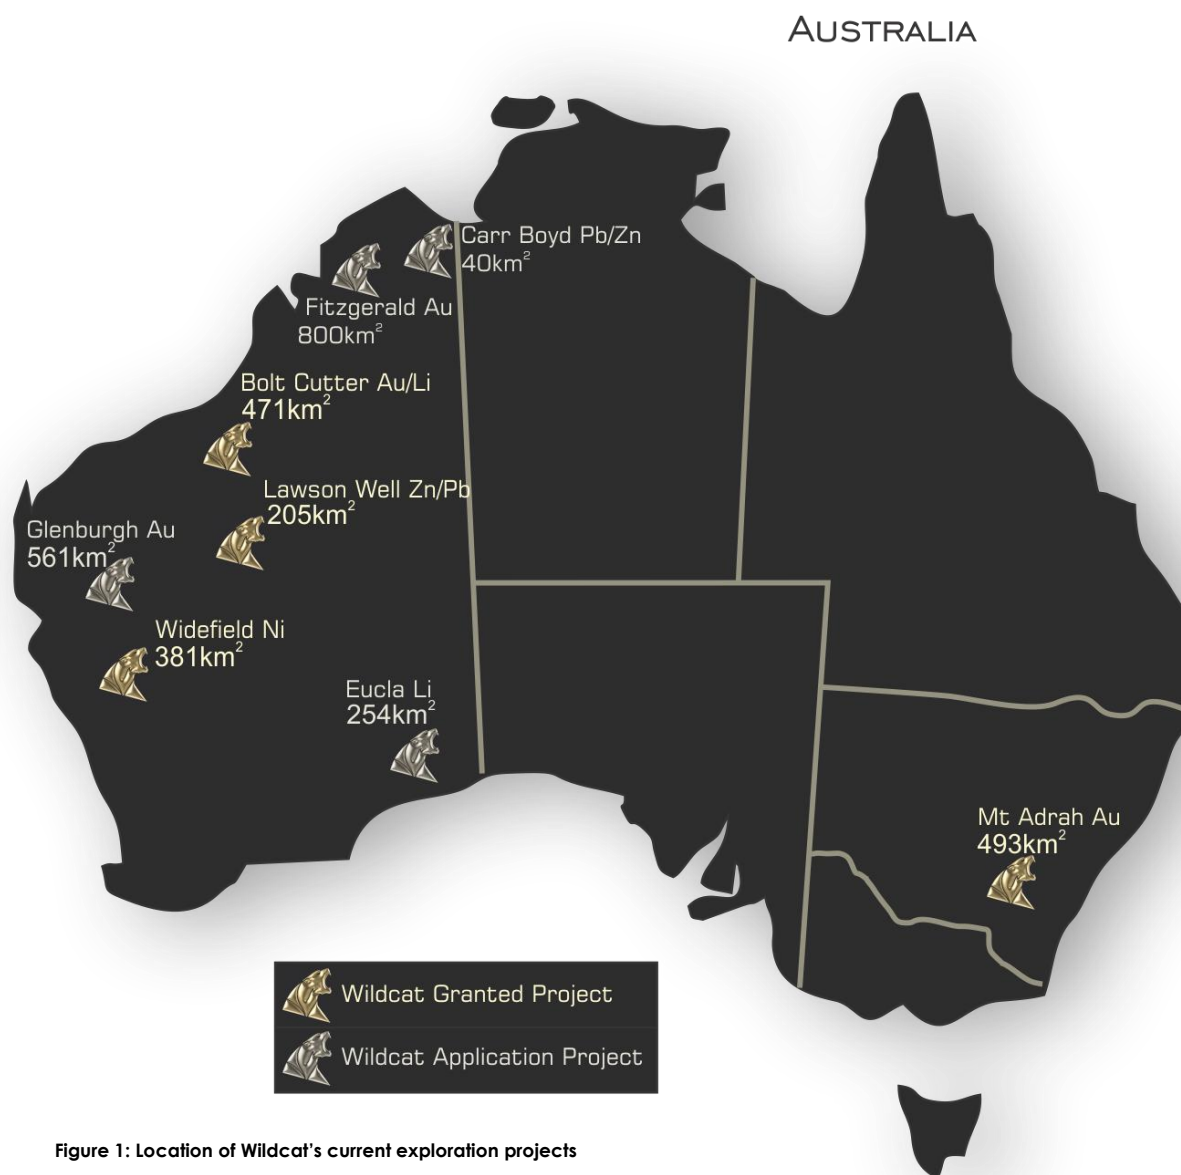 AUSTRALIA
Carr Boyd Pb/Zn
40km²
Fitzgerald Au
800km²
Bolt Cutter Au/Li
471km²
Lawson Well Zn/Pb
205km²
Glenburgh Au
561km²
Widefield Ni
381km²
Eucla Li
254km²
Mt Adrah Au
493km²
Wildcat Granted Project
Wildcat Application Project
Figure 1: Location of Wildcat’s current exploration projects